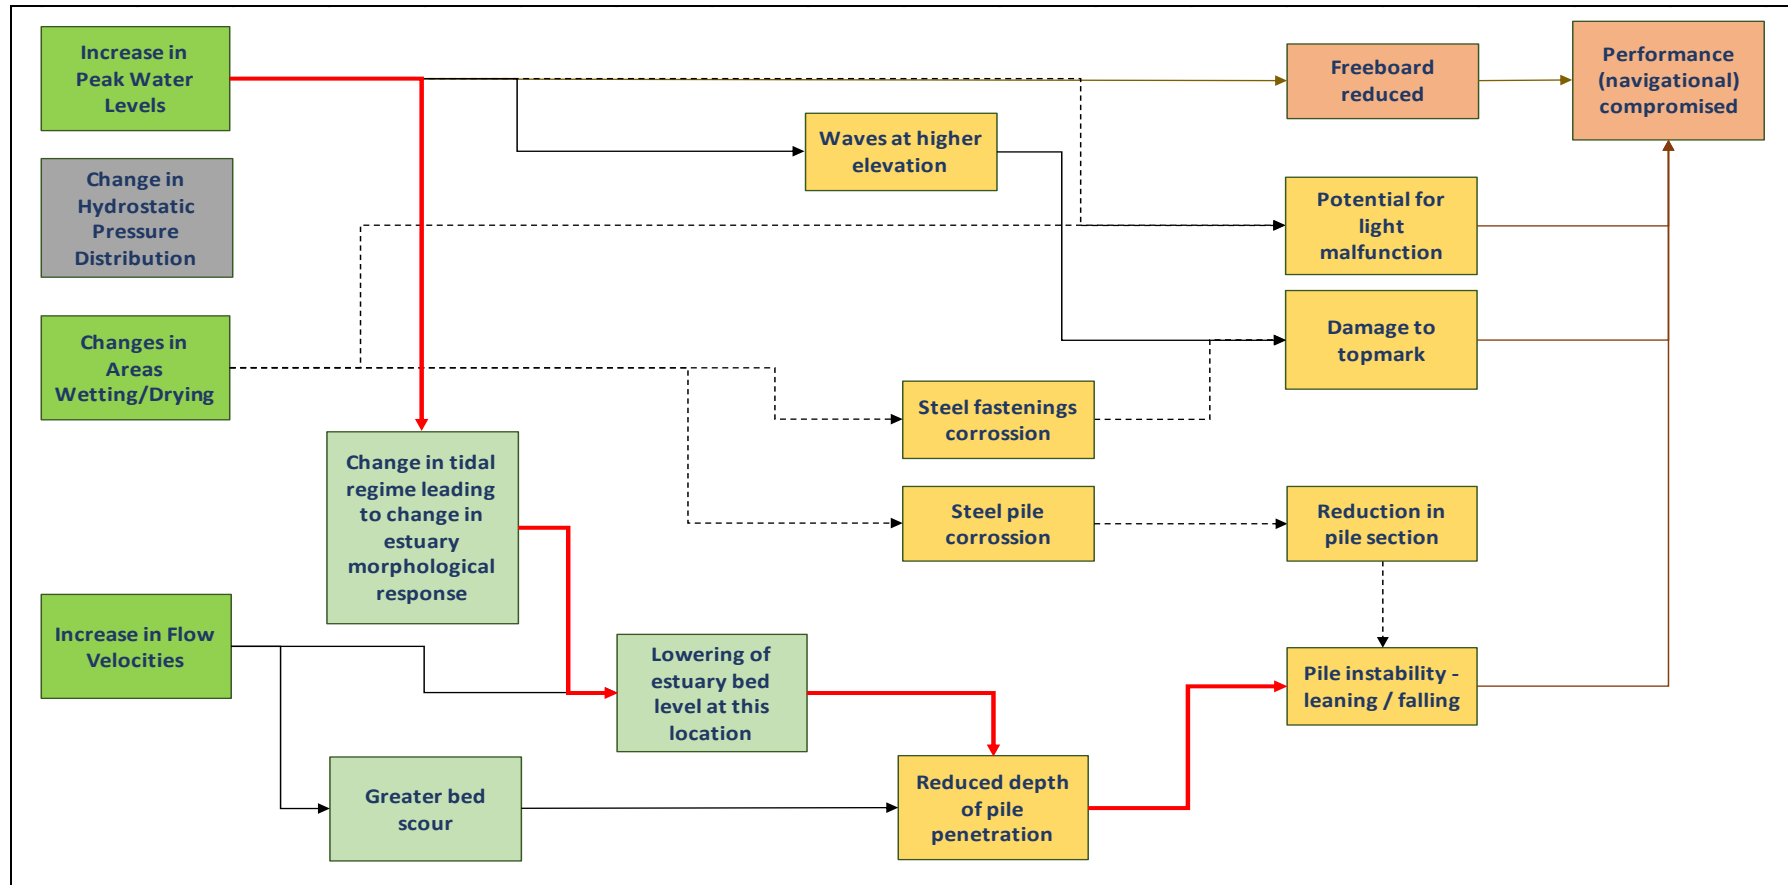 Increase in
Peak Water
Levels
Freeboard
reduced
Performance
(navigational)
compromised
Waves at higher
elevation
Change in
Hydrostatic
Pressure
Distribution
Potential for
light
malfunction
Changes in
Areas
Wetting/Drying
Damage to
topmark
Steel fastenings
corrossion
Change in tidal
regime leading
to change in
estuary
morphological
response
Steel pile
corrossion
Reduction in
pile section
Increase in Flow
Velocities
Lowering of
estuary bed
level at this
location
Pile instability -
leaning / falling
Greater bed
scour
Reduced depth
of pile
penetration